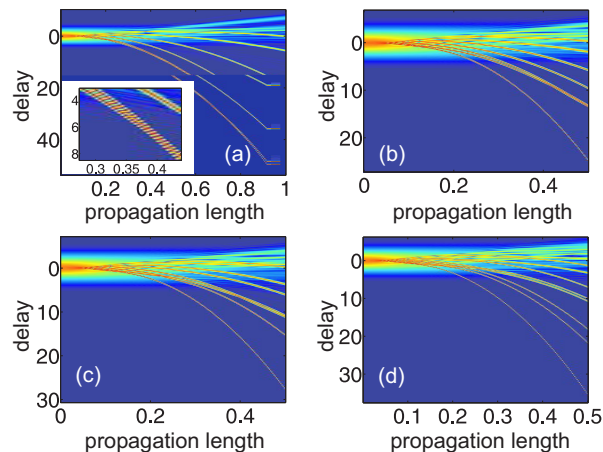 0
20
40
delay
4
6
8
0.3 0.35 0.4
(a)
0 0.2 0.4 0.6 0.8 1
propagation length
0
10
20
delay
(b)
0 0.2 0.4
propagation length
0
10
20
30
delay
(c)
0 0.2 0.4
propagation length
0
10
20
30
delay
(d)
0.1 0.2 0.3 0.4 0.5
propagation length